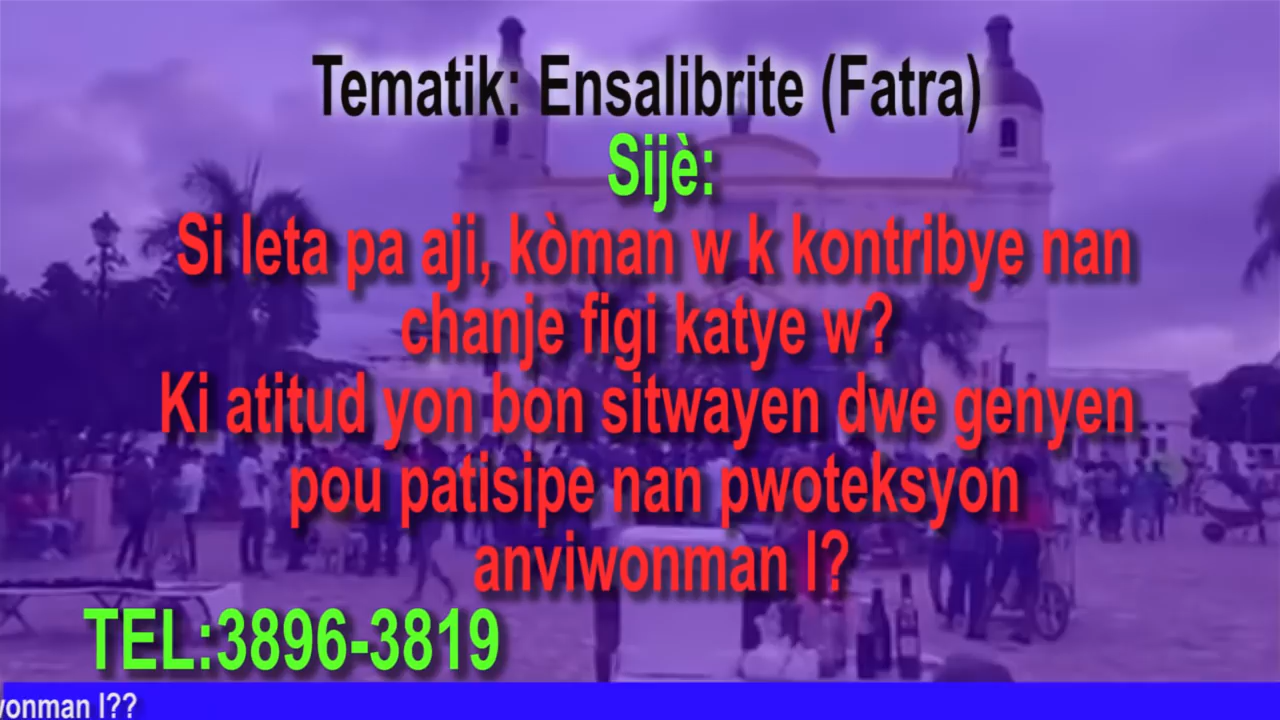 Tematik: Ensalibrite (Fatra)
Sijè:
Si leta pa aji, kòman w k kontribye nan
chanje figi katye w?
Ki atitud yon bon sitwayen dwe genyen
pou patisipe nan pwoteksyon
anviwonman l?
TEL:3896-3819
wonman l??